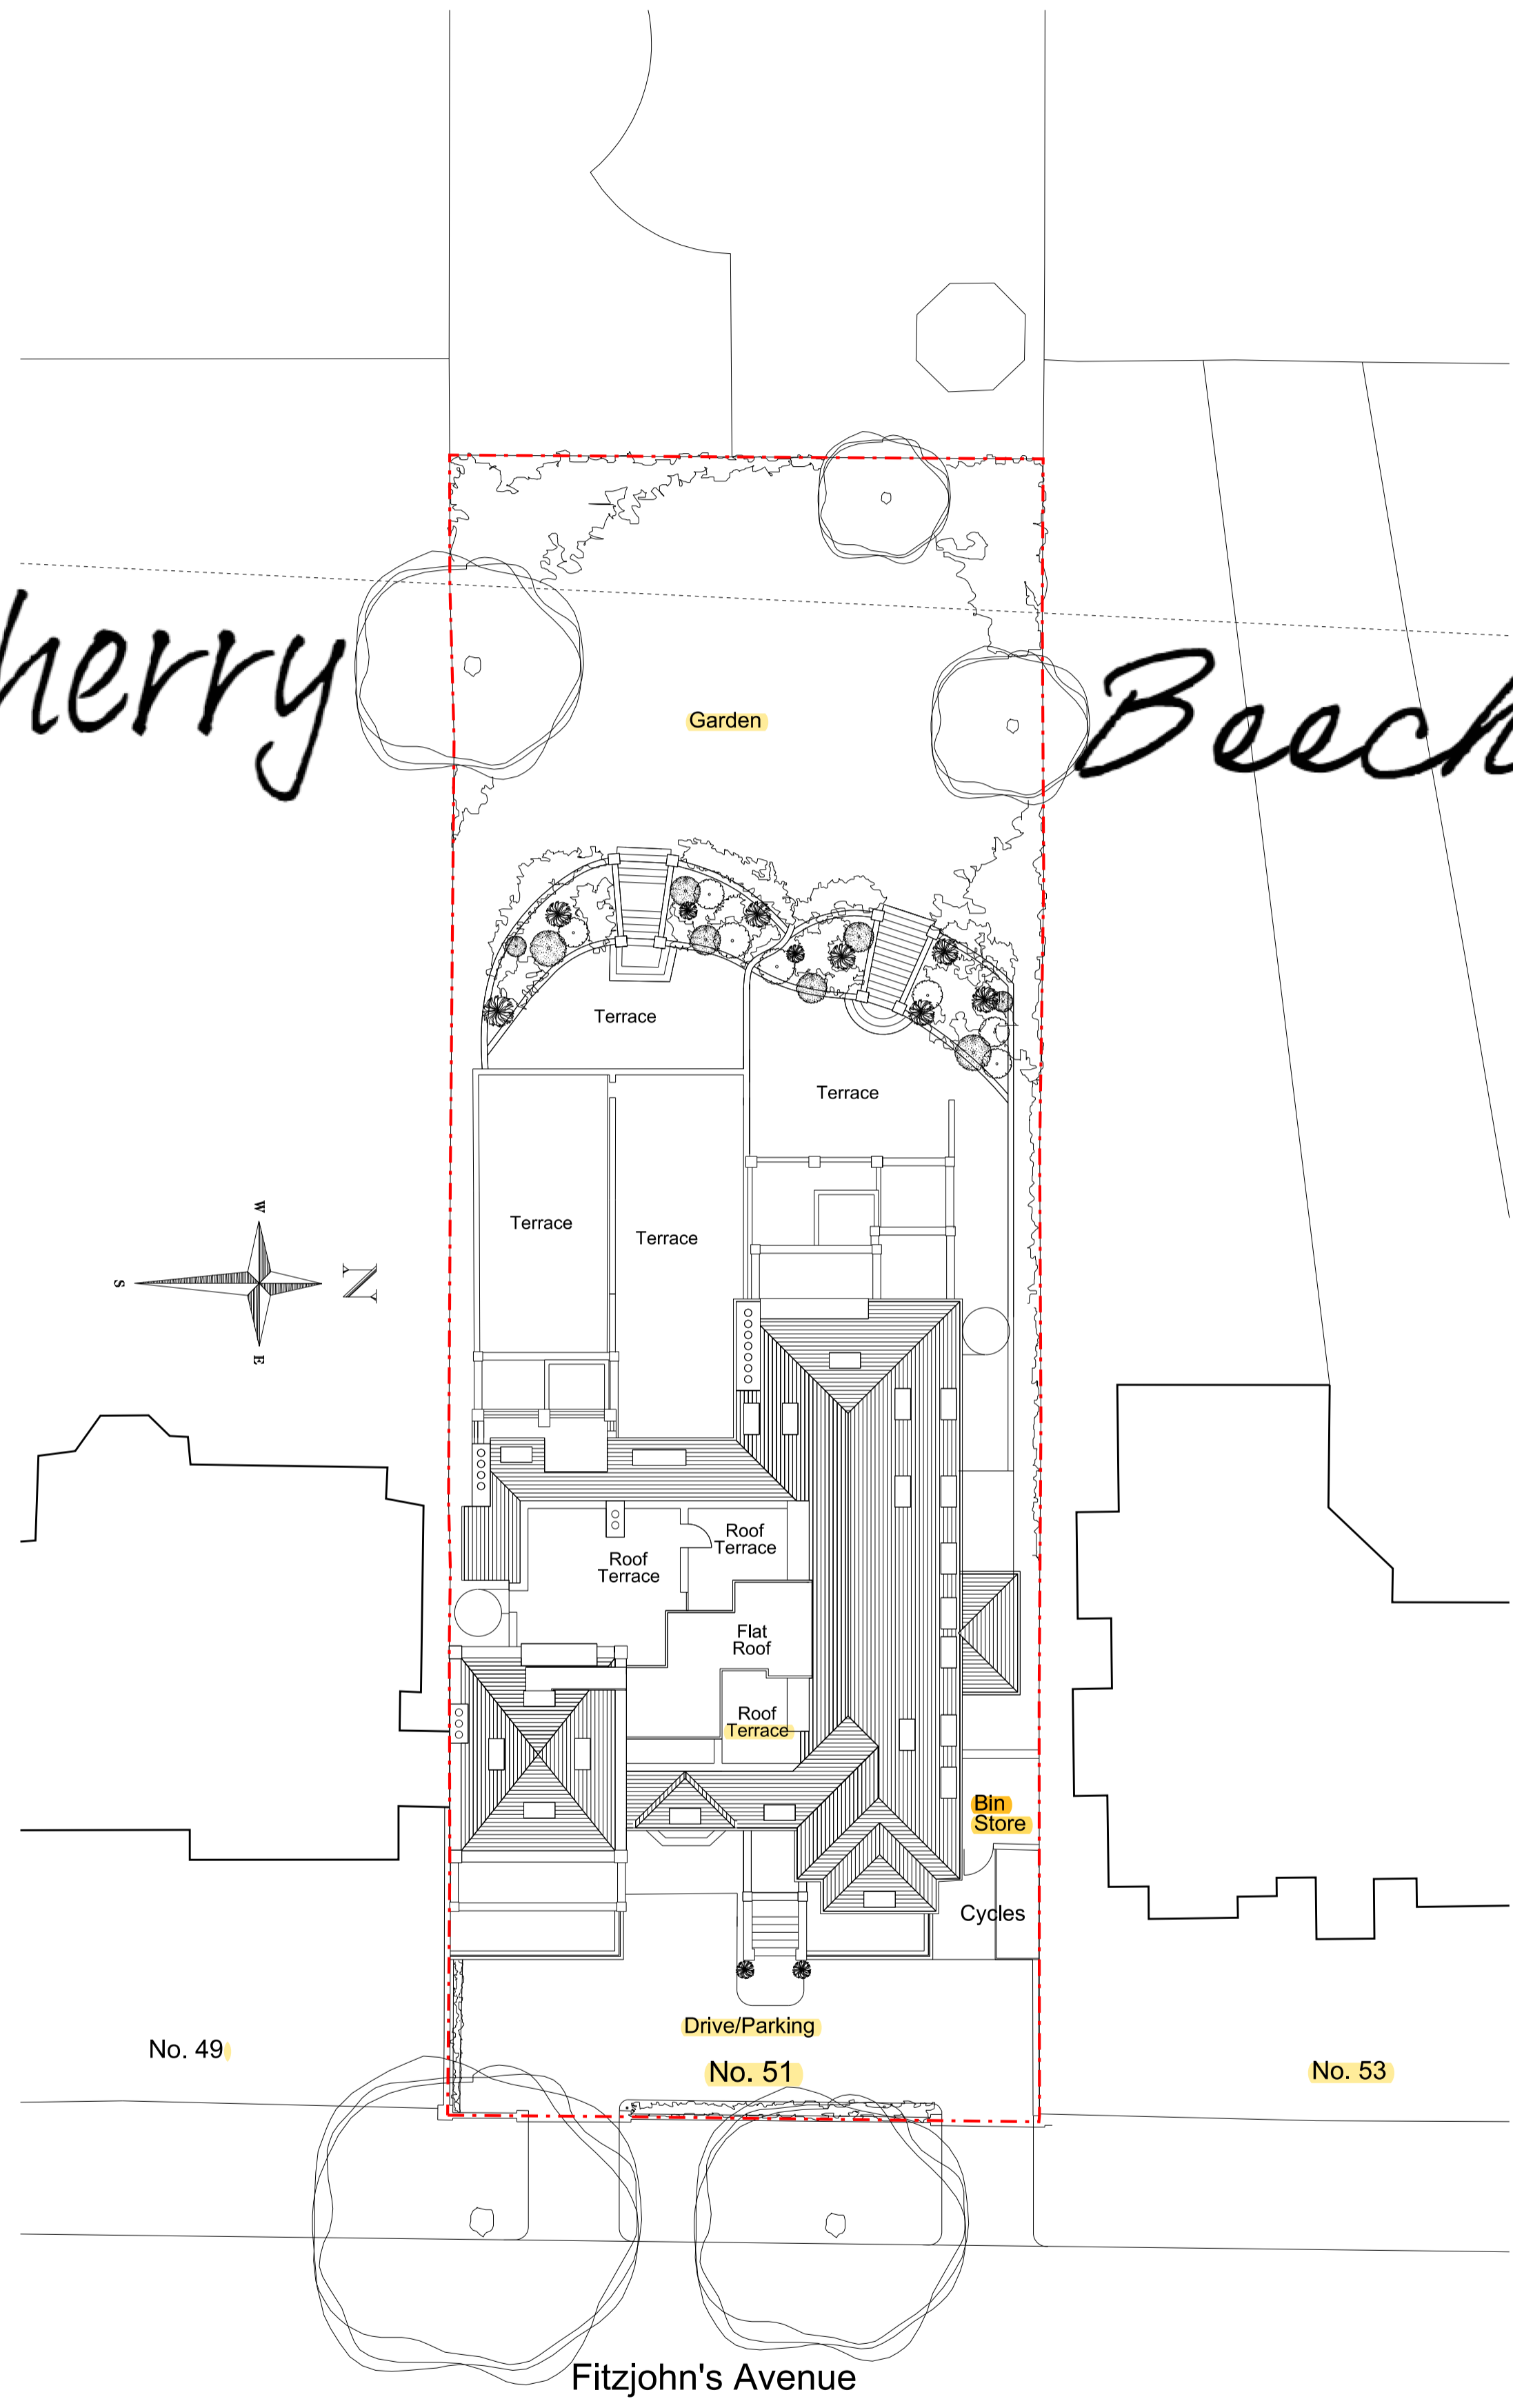 herry
Beech
Garden
Terrace
Terrace
Terrace
Terrace
W
S
N
E
Roof
Terrace
Roof
Terrace
Flat
Roof
Roof
Terrace
Bin
Store
Cycles
Drive/Parking
No. 49
No. 51
No. 53
Fitzjohn's Avenue